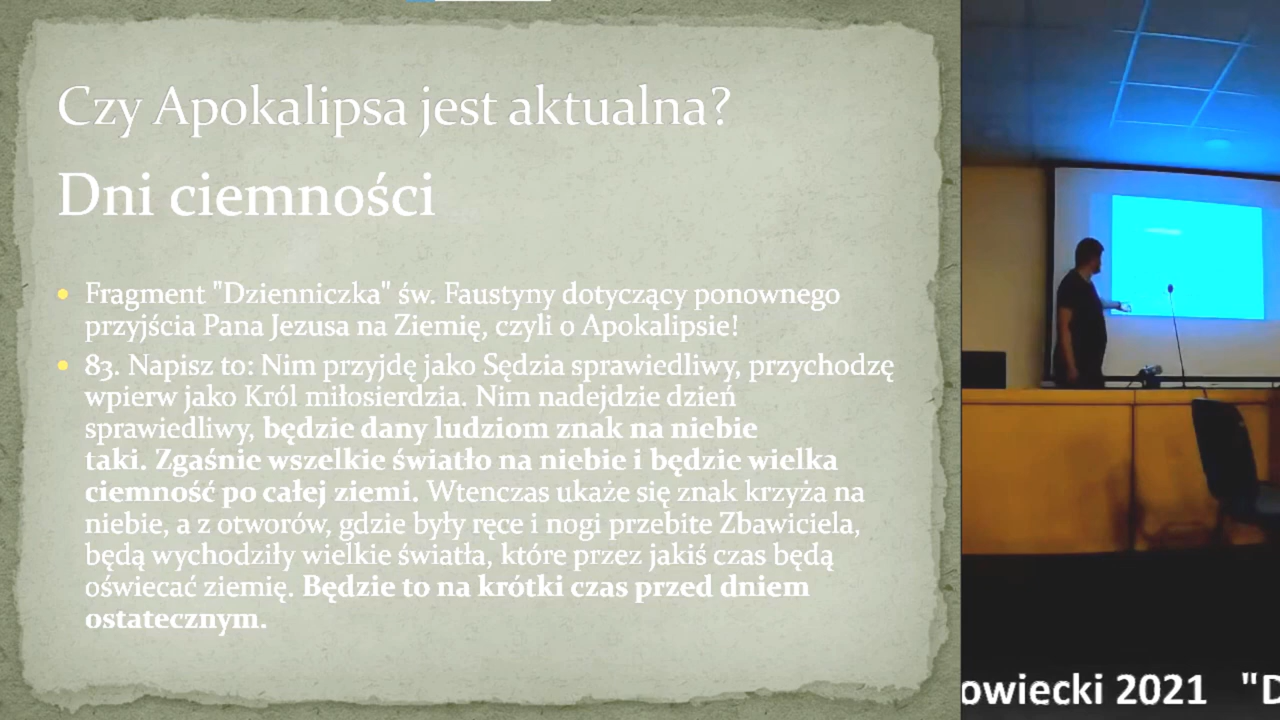 Czy Apokalipsa jest aktualna?
Dni ciemności
• Fragment "Dzienniczka" św. Faustyny dotyczący ponownego
przyjścia Pana Jezusa na Ziemię, czyli o Apokalipsie!
• 83. Napisz to: Nim przyjdę jako Sędzia sprawiedliwy, przychodzę
wpierw jako Król miłosierdzia. Nim nadejdzie dzień
sprawiedliwy, będzie dany ludziom znak na niebie
taki. Zgaśnie wszelkie światło na niebie i będzie wielka
ciemność po całej ziemi. Wtenczas ukaże się znak krzyża na
niebie, a z otworów, gdzie były ręce i nogi przebite Zbawiciela,
będą wychodziły wielkie światła, które przez jakiś czas będą
oświecać ziemię. Będzie to na krótki czas przed dniem
ostatecznym.
owiecki 2021 "D